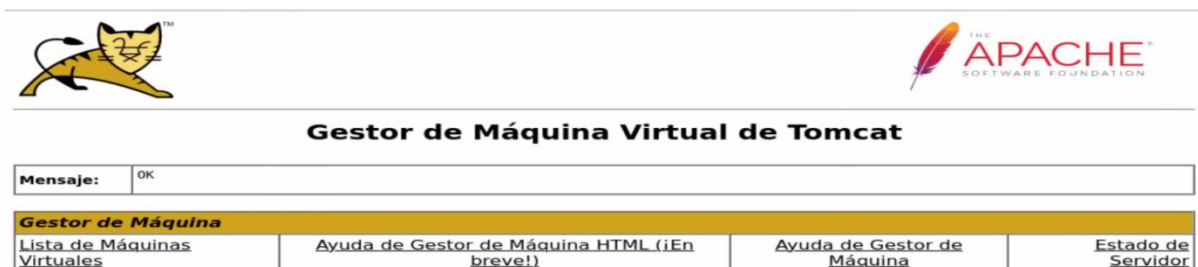 TM
THE
APACHE®
SOFTWARE FOUNDATION
Gestor de Máquina Virtual de Tomcat
Mensaje: OK
Gestor de Máquina
Lista de Máquinas Virtuales
Ayuda de Gestor de Máquina HTML (¡En breve!)
Ayuda de Gestor de Máquina
Estado de Servidor